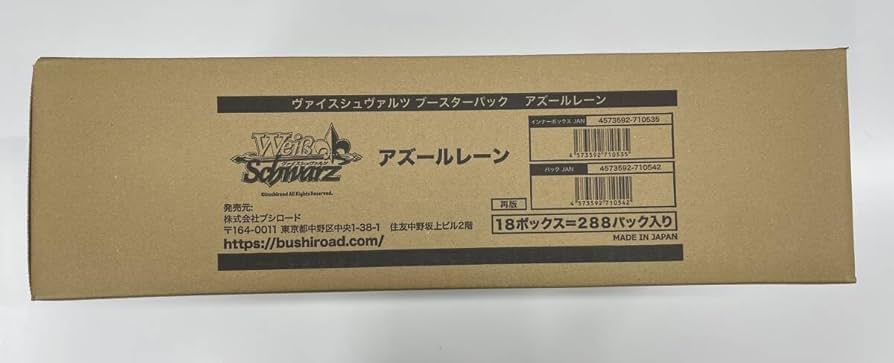 ヴァイスシュヴァルツ ブースターパック アズールレーン
Weiß
ヴァイスシュヴァルツ
Schwarz
©bushiroad All Rights Reserved.
アズールレーン
インナーボックス JAN 4573592-710535
4 573592 710535
パック JAN 4573592-710542
4 573592 710542
発売元:
株式会社ブシロード
〒164-0011 東京都中野区中央1-38-1 住友中野坂上ビル2階
https://bushiroad.com/
再版
18ボックス=288パック入り
MADE IN JAPAN